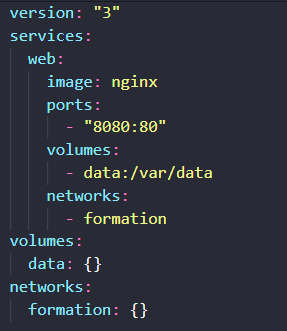 version: "3"
services:
  web:
    image: nginx
    ports:
      - "8080:80"
    volumes:
      - data:/var/data
    networks:
      - formation
volumes:
  data: {}
networks:
  formation: {}